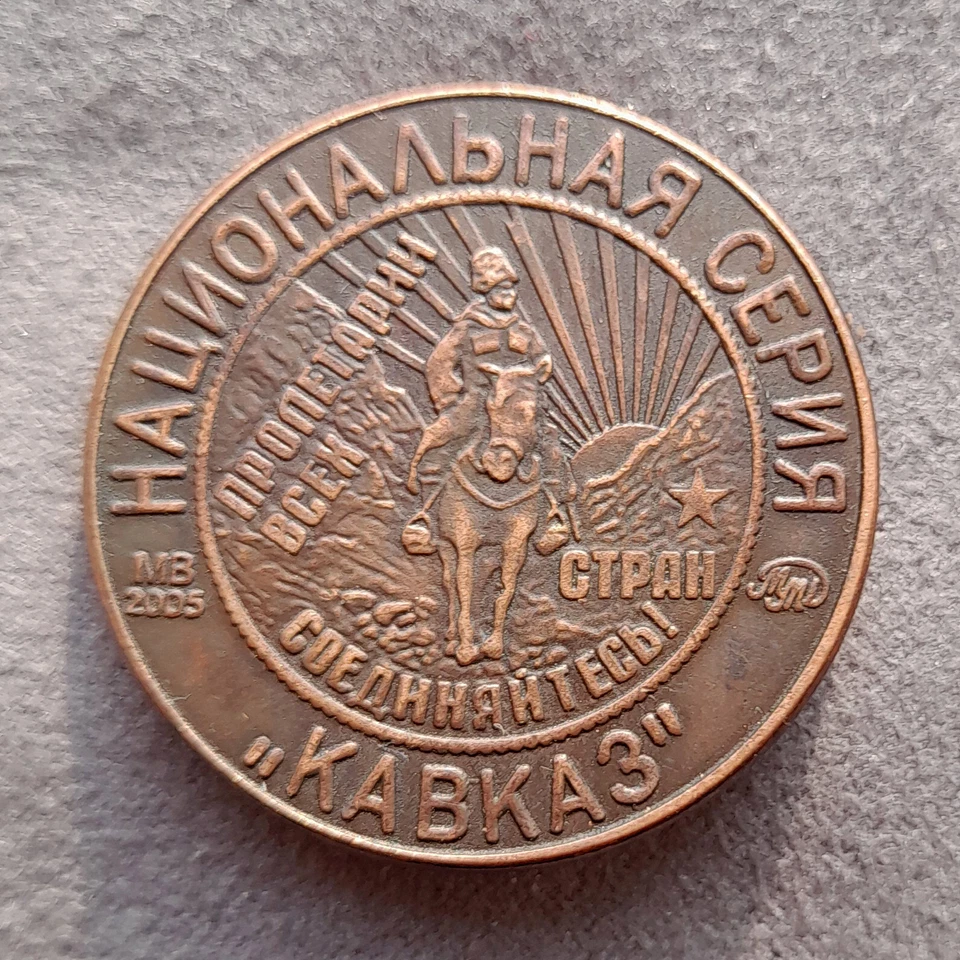 НАЦИОНАЛЬНАЯ СЕРИЯ
ПРОЛЕТАРИИ
ВСЕХ
СТРАН
СОЕДИНЯЙТЕСЬ!
МВ
2005
"КАВКАЗ"